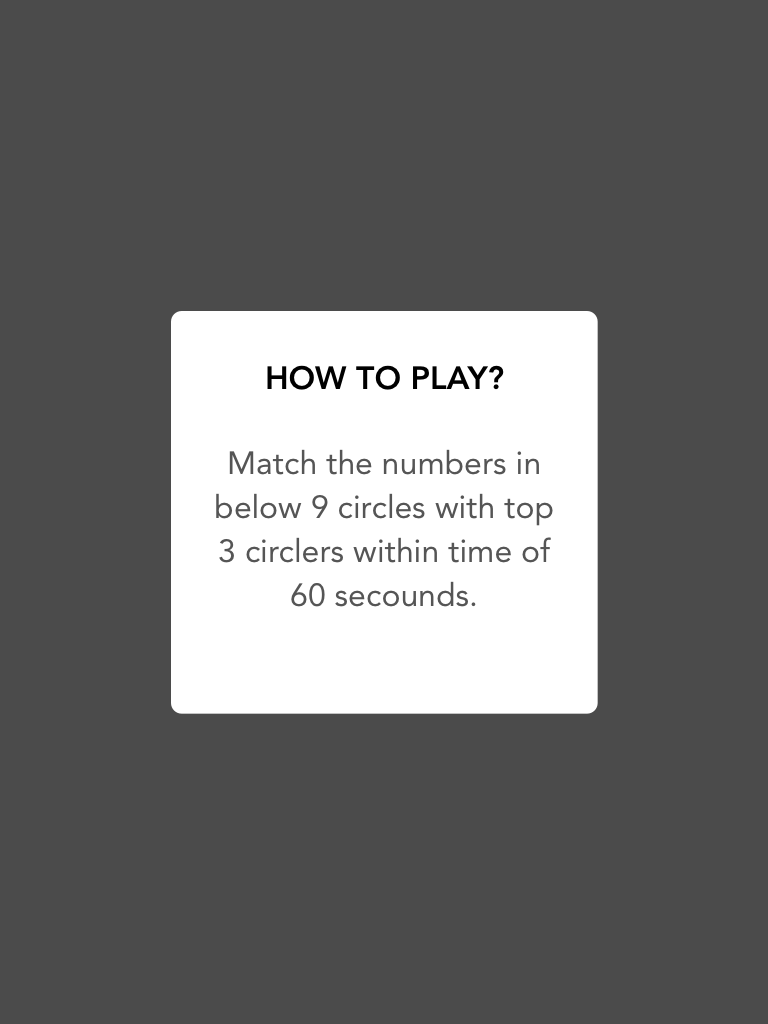 HOW TO PLAY?
Match the numbers in
below 9 circles with top
3 circlers within time of
60 secounds.